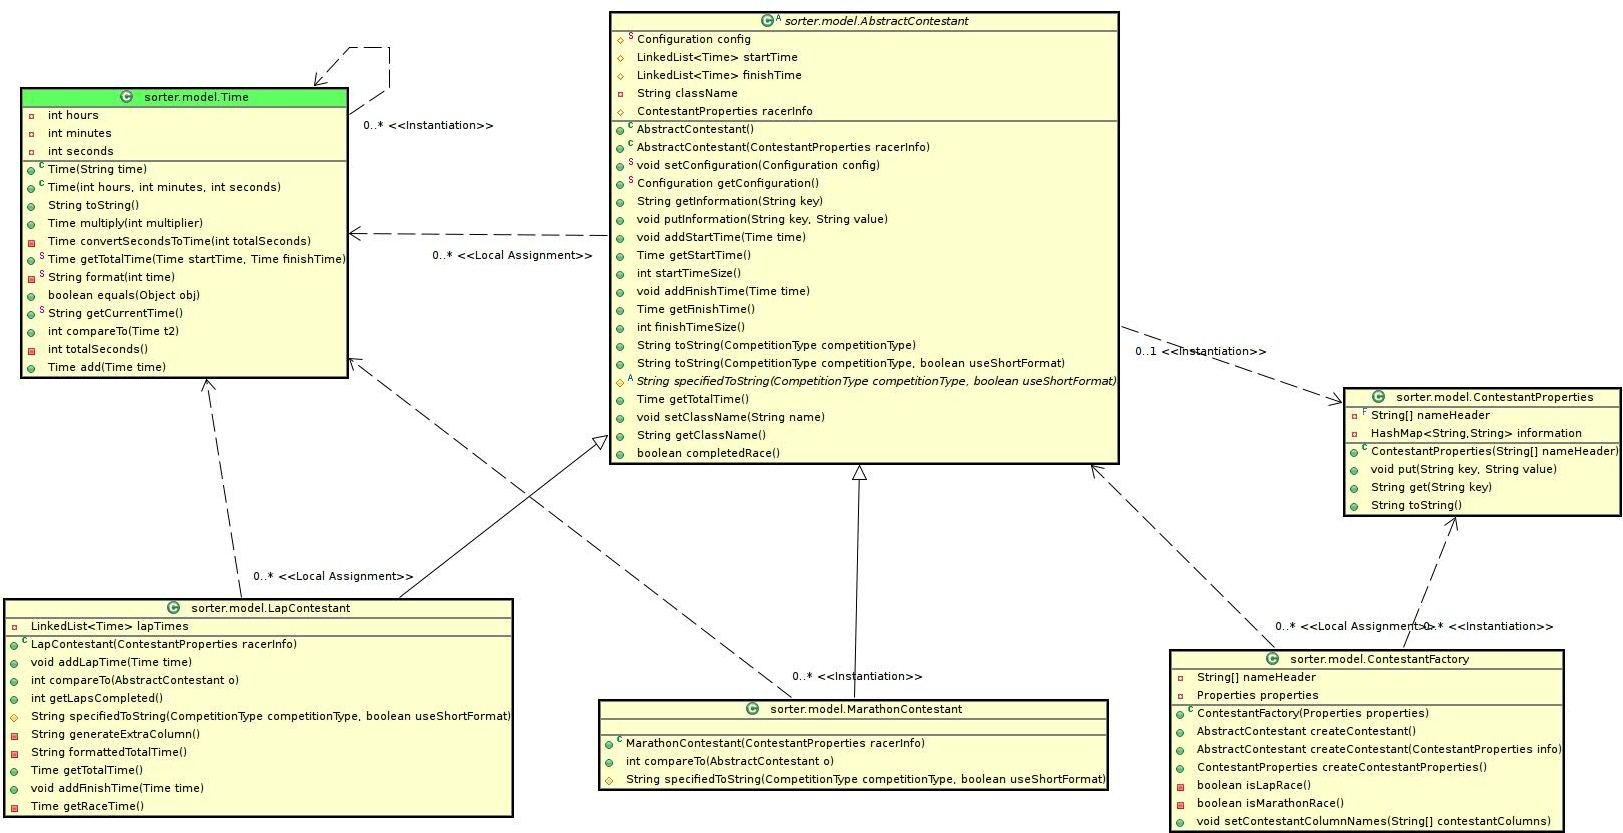 sorter.model.AbstractContestant
Configuration config
LinkedList<Time> startTime
LinkedList<Time> finishTime
String className
ContestantProperties racerInfo
AbstractContestant()
AbstractContestant(ContestantProperties racerInfo)
void setConfiguration(Configuration config)
Configuration getConfiguration()
String getInformation(String key)
void putInformation(String key, String value)
void addStartTime(Time time)
Time getStartTime()
int startTimeSize()
void addFinishTime(Time time)
Time getFinishTime()
int finishTimeSize()
String toString(CompetitionType competitionType)
String toString(CompetitionType competitionType, boolean useShortFormat)
String specifiedToString(CompetitionType competitionType, boolean useShortFormat)
Time getTotalTime()
void setClassName(String name)
String getClassName()
boolean completedRace()
sorter.model.Time
int hours
int minutes
int seconds
Time(String time)
Time(int hours, int minutes, int seconds)
String toString()
Time multiply(int multiplier)
Time convertSecondsToTime(int totalSeconds)
Time getTotalTime(Time startTime, Time finishTime)
String format(int time)
boolean equals(Object obj)
String getCurrentTime()
int compareTo(Time t2)
int totalSeconds()
Time add(Time time)
0..* <<Instantiation>>
0..* <<Local Assignment>>
0..1 <<Instantiation>>
sorter.model.ContestantProperties
String[] nameHeader
HashMap<String,String> information
ContestantProperties(String[] nameHeader)
void put(String key, String value)
String get(String key)
String toString()
0..* <<Local Assignment>>
sorter.model.LapContestant
LinkedList<Time> lapTimes
LapContestant(ContestantProperties racerInfo)
void addLapTime(Time time)
int compareTo(AbstractContestant o)
int getLapsCompleted()
String specifiedToString(CompetitionType competitionType, boolean useShortFormat)
String generateExtraColumn()
String formattedTotalTime()
Time getTotalTime()
void addFinishTime(Time time)
Time getRaceTime()
0..* <<Instantiation>>
sorter.model.MarathonContestant
MarathonContestant(ContestantProperties racerInfo)
int compareTo(AbstractContestant o)
String specifiedToString(CompetitionType competitionType, boolean useShortFormat)
0..* <<Local Assignment>>
0..* <<Instantiation>>
sorter.model.ContestantFactory
String[] nameHeader
Properties properties
ContestantFactory(Properties properties)
AbstractContestant createContestant()
AbstractContestant createContestant(ContestantProperties info)
ContestantProperties createContestantProperties()
boolean isLapRace()
boolean isMarathonRace()
void setContestantColumnNames(String[] contestantColumns)